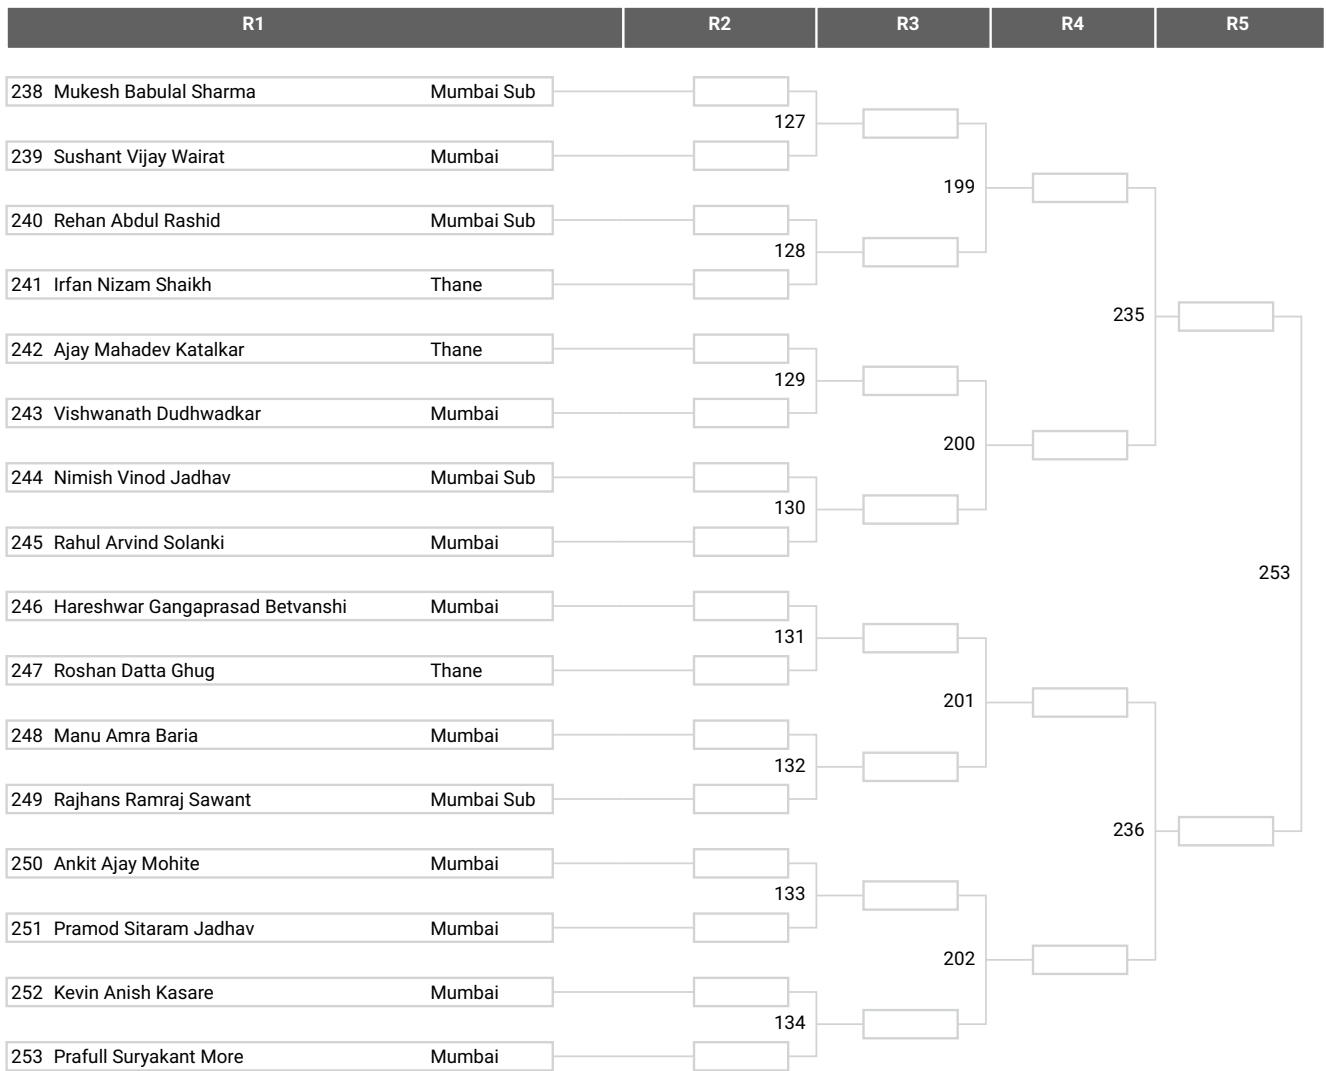 R1 R2 R3 R4 R5
238 Mukesh Babulal Sharma Mumbai Sub
127
239 Sushant Vijay Wairat Mumbai
199
240 Rehan Abdul Rashid Mumbai Sub
128
241 Irfan Nizam Shaikh Thane
235
242 Ajay Mahadev Katalkar Thane
129
243 Vishwanath Dudhwadkar Mumbai
200
244 Nimish Vinod Jadhav Mumbai Sub
130
245 Rahul Arvind Solanki Mumbai
253
246 Hareshwar Gangaprasad Betvanshi Mumbai
131
247 Roshan Datta Ghug Thane
201
248 Manu Amra Baria Mumbai
132
249 Rajhans Ramraj Sawant Mumbai Sub
236
250 Ankit Ajay Mohite Mumbai
133
251 Pramod Sitaram Jadhav Mumbai
202
252 Kevin Anish Kasare Mumbai
134
253 Prafull Suryakant More Mumbai